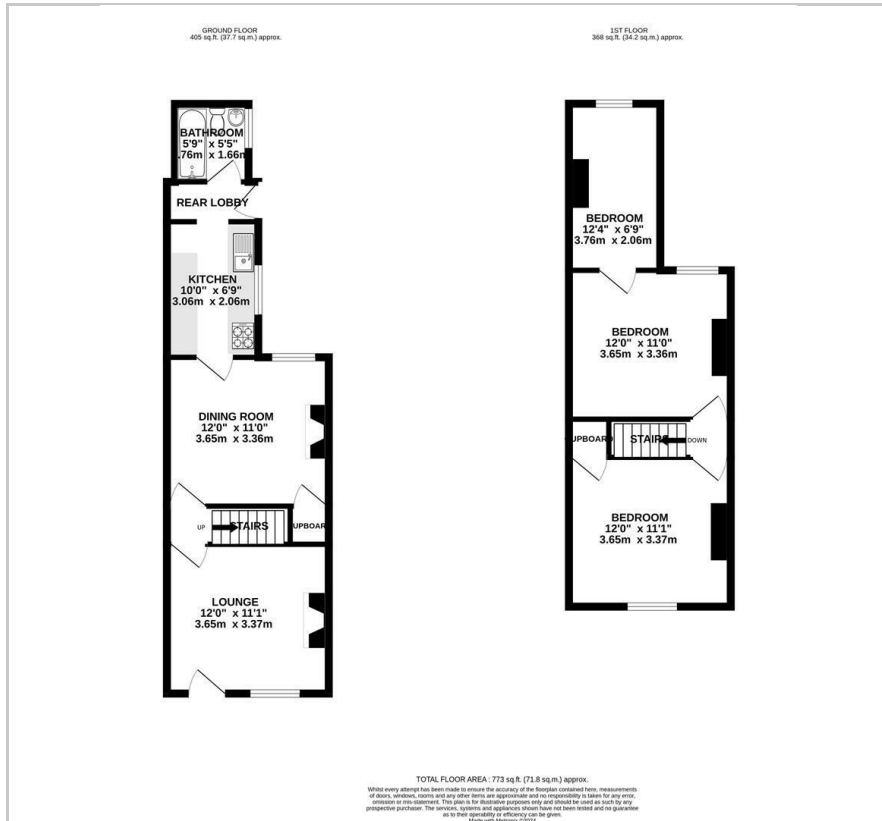 GROUND FLOOR
405 sq.ft. (37.7 sq.m.) approx.
BATHROOM
5'9" x 5'5"
.76m x 1.66m
REAR LOBBY
KITCHEN
10'0" x 6'9"
3.06m x 2.06m
DINING ROOM
12'0" x 11'0"
3.65m x 3.36m
UP
STAIRS
UPBOAR
LOUNGE
12'0" x 11'1"
3.65m x 3.37m
1ST FLOOR
368 sq.ft. (34.2 sq.m.) approx.
BEDROOM
12'4" x 6'9"
3.76m x 2.06m
BEDROOM
12'0" x 11'0"
3.65m x 3.36m
UPBOARD
STAIRS
DOWN
BEDROOM
12'0" x 11'1"
3.65m x 3.37m
TOTAL FLOOR AREA : 773 sq.ft. (71.8 sq.m.) approx.
Whilst every attempt has been made to ensure the accuracy of the floorplan contained here, measurements
of doors, windows, rooms and any other items are approximate and no responsibility is taken for any error,
omission or mis-statement. This plan is for illustrative purposes only and should be used as such by any
prospective purchaser. The services, systems and appliances shown have not been tested and no guarantee
as to their operability or efficiency can be given.
Made with Metropix ©2024